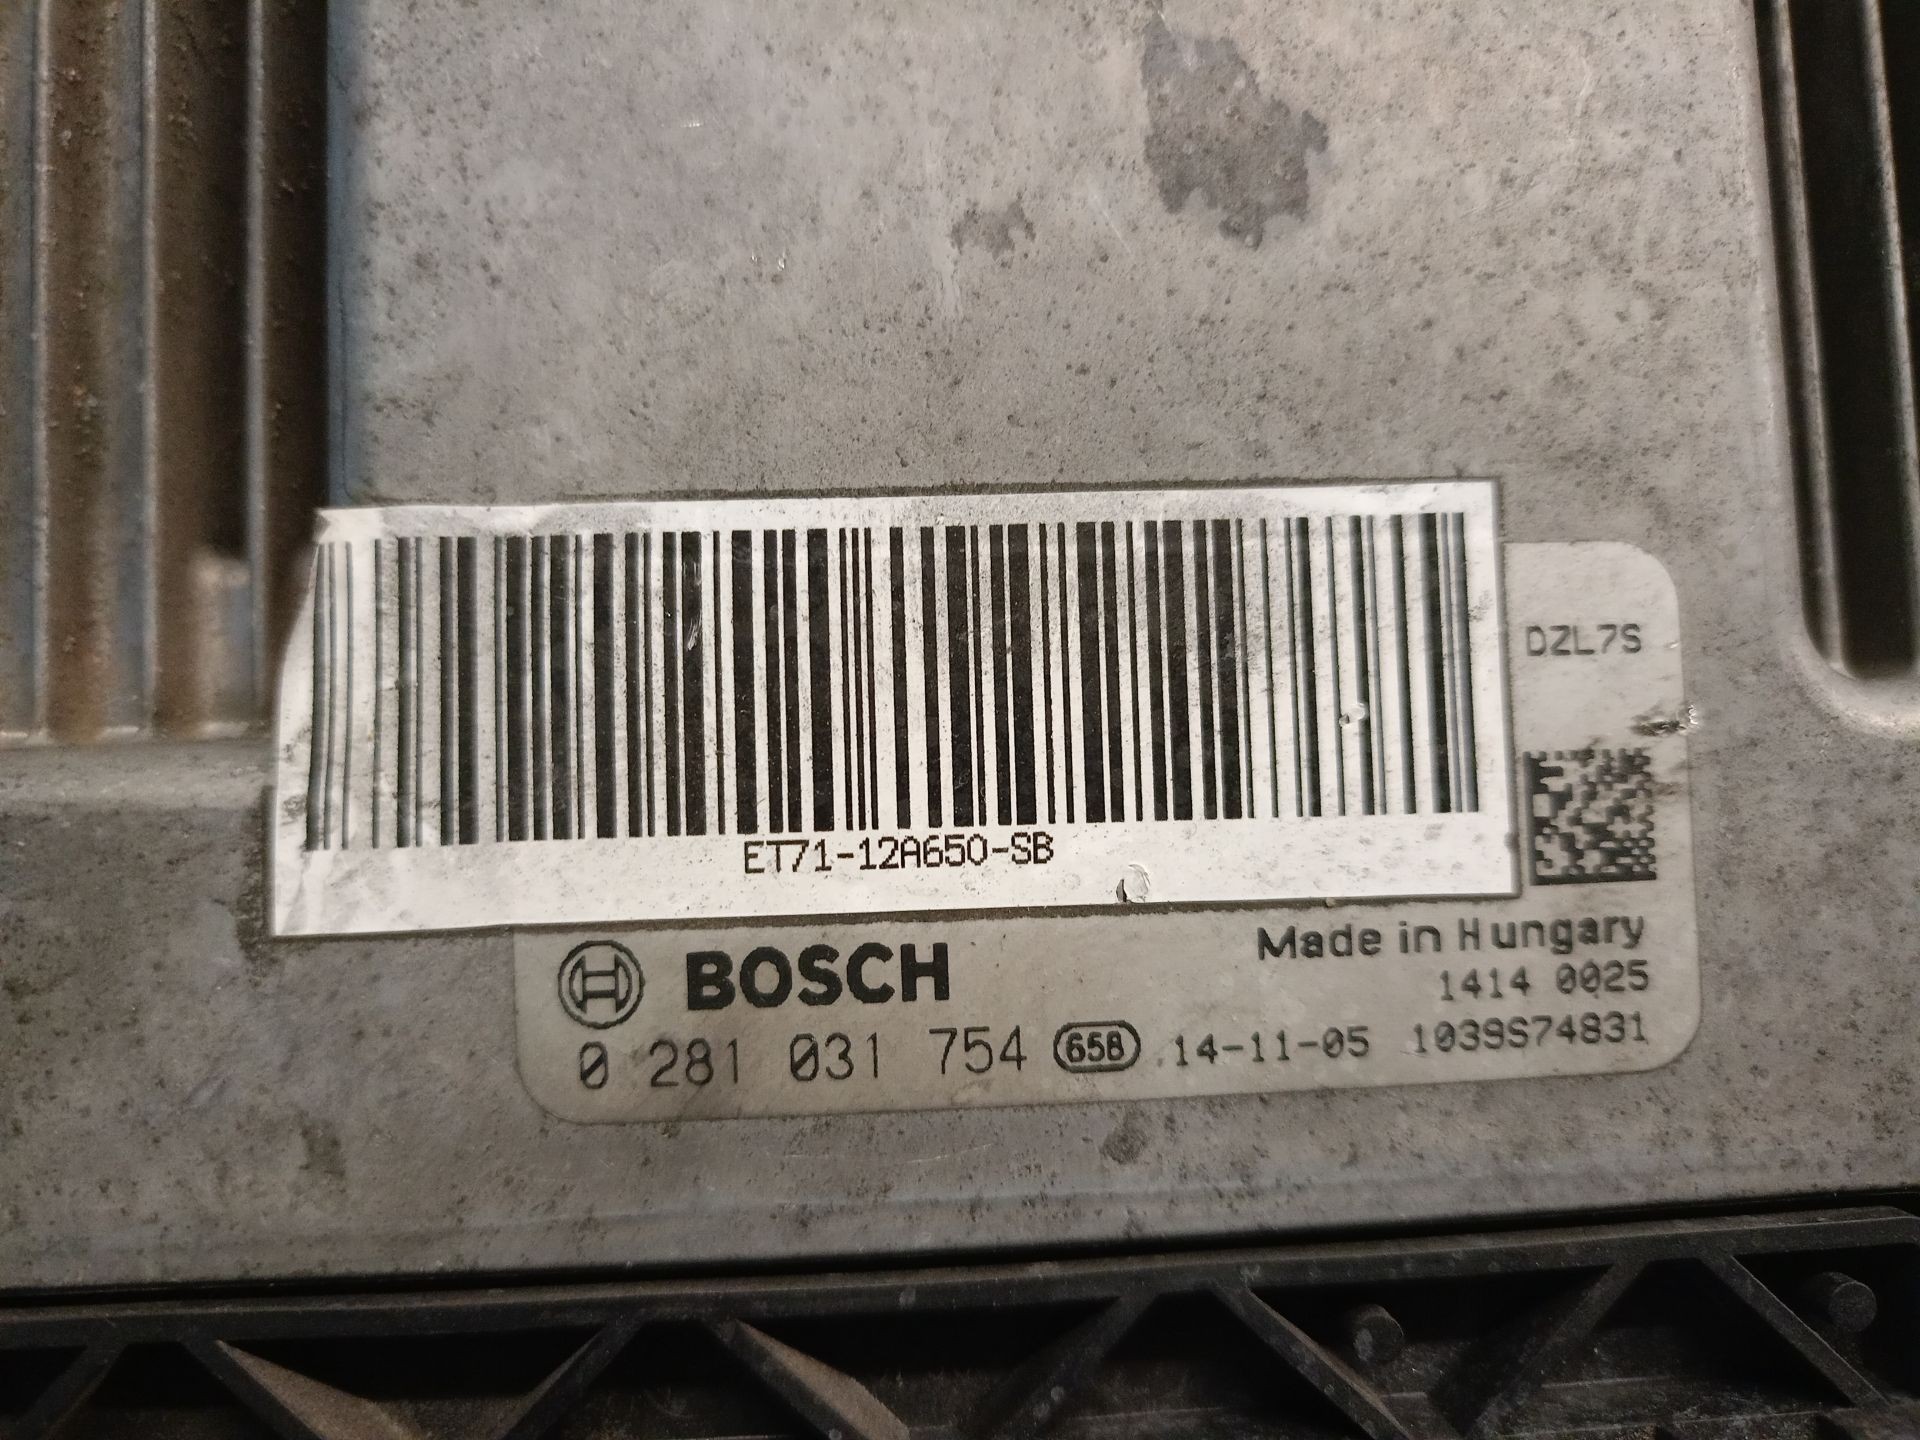 DZL7S
ET71-12A650-SB
BOSCH
Made in Hungary
1414 0025
0 281 031 754 658 14-11-05 1039S74831